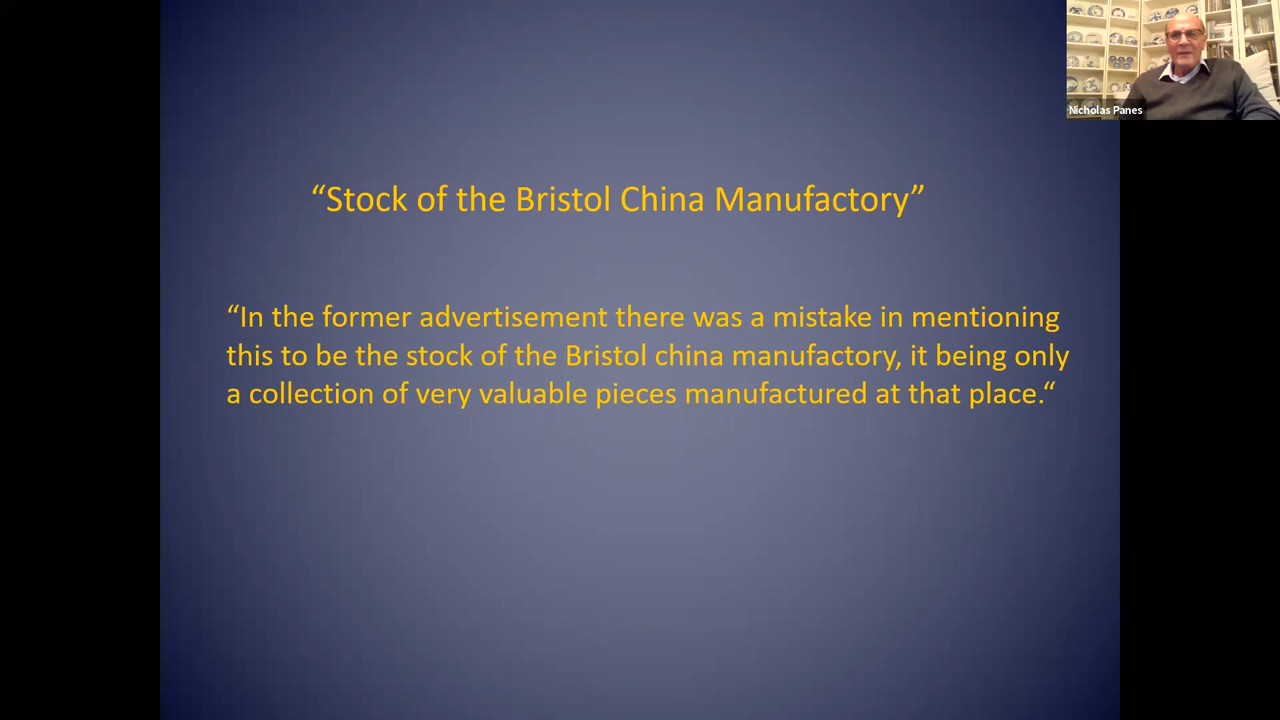 Nicholas Panes
“Stock of the Bristol China Manufactory”
“In the former advertisement there was a mistake in mentioning
this to be the stock of the Bristol china manufactory, it being only
a collection of very valuable pieces manufactured at that place.“